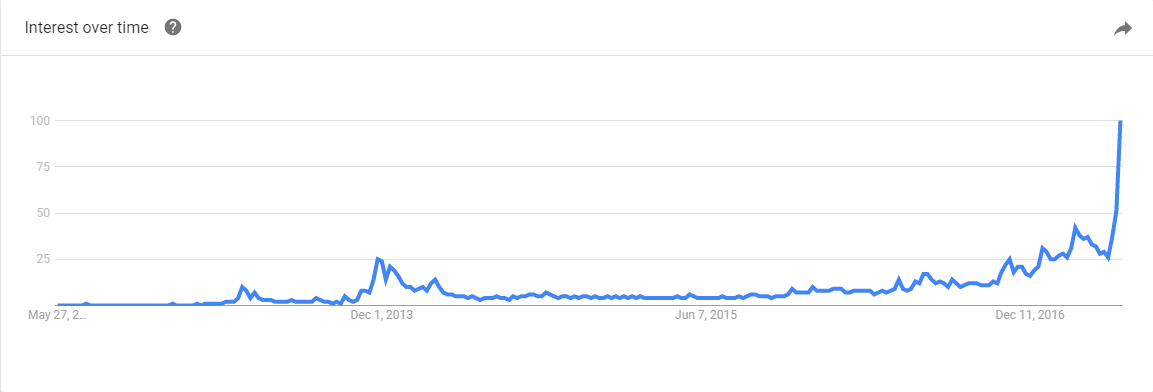 Interest over time ?
100
75
50
25
May 27, 2...
Dec 1, 2013
Jun 7, 2015
Dec 11, 2016